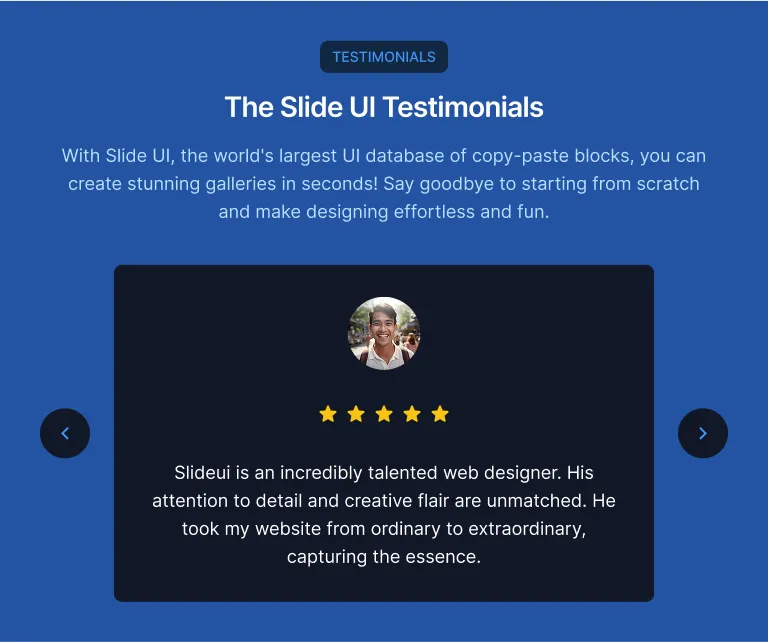 TESTIMONIALS
The Slide UI Testimonials
With Slide UI, the world's largest UI database of copy-paste blocks, you can
create stunning galleries in seconds! Say goodbye to starting from scratch
and make designing effortless and fun.
Slideui is an incredibly talented web designer. His
attention to detail and creative flair are unmatched. He
took my website from ordinary to extraordinary,
capturing the essence.